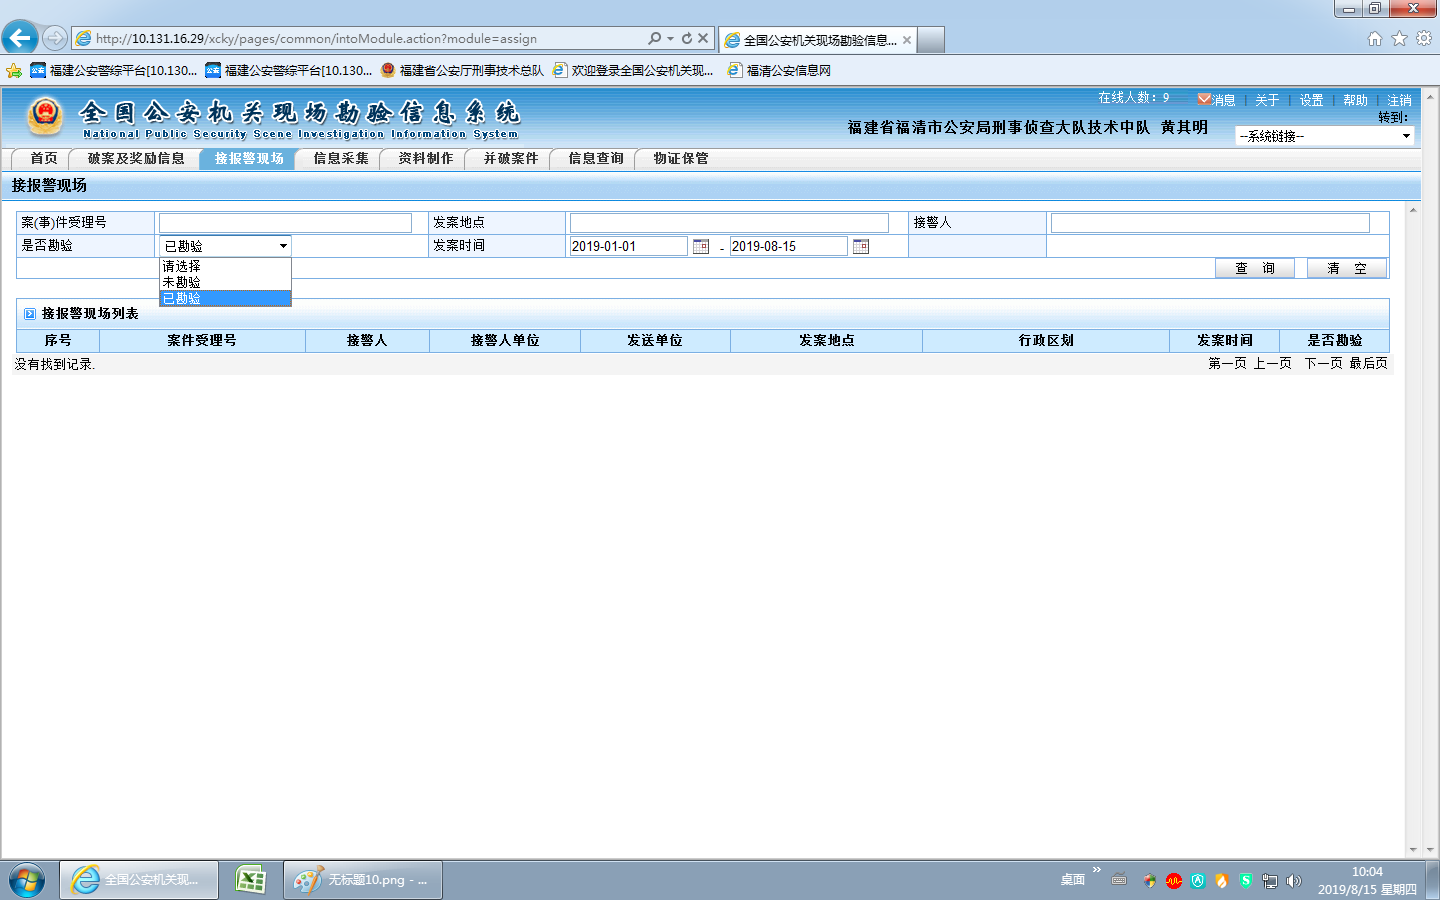 http://10.131.16.29/xcky/pages/common/intoModule.action?module=assign
全国公安机关现场勘验信息...
福建公安警综平台[10.130...
福建公安警综平台[10.130...
福建省公安厅刑事技术总队
欢迎登录全国公安机关现...
福清公安信息网
全国公安机关现场勘验信息系统
National Public Security Scene Investigation Information System
在线人数：9
消息 | 关于 | 设置 | 帮助 | 注销
福建省福清市公安局刑事侦查大队技术中队 黄其明
转到：
--系统链接--
首页 破案及奖励信息 接报警现场 信息采集 资料制作 并破案件 信息查询 物证保管
接报警现场
案(事)件受理号 发案地点 接警人
是否勘验 已勘验 发案时间 2019-01-01 - 2019-08-15
请选择
未勘验
已勘验
查 询 清 空
接报警现场列表
序号 案件受理号 接警人 接警人单位 发送单位 发案地点 行政区划 发案时间 是否勘验
没有找到记录. 第一页 上一页 下一页 最后页
全国公安机关现...
无标题10.png - ...
桌面
10:04
2019/8/15 星期四